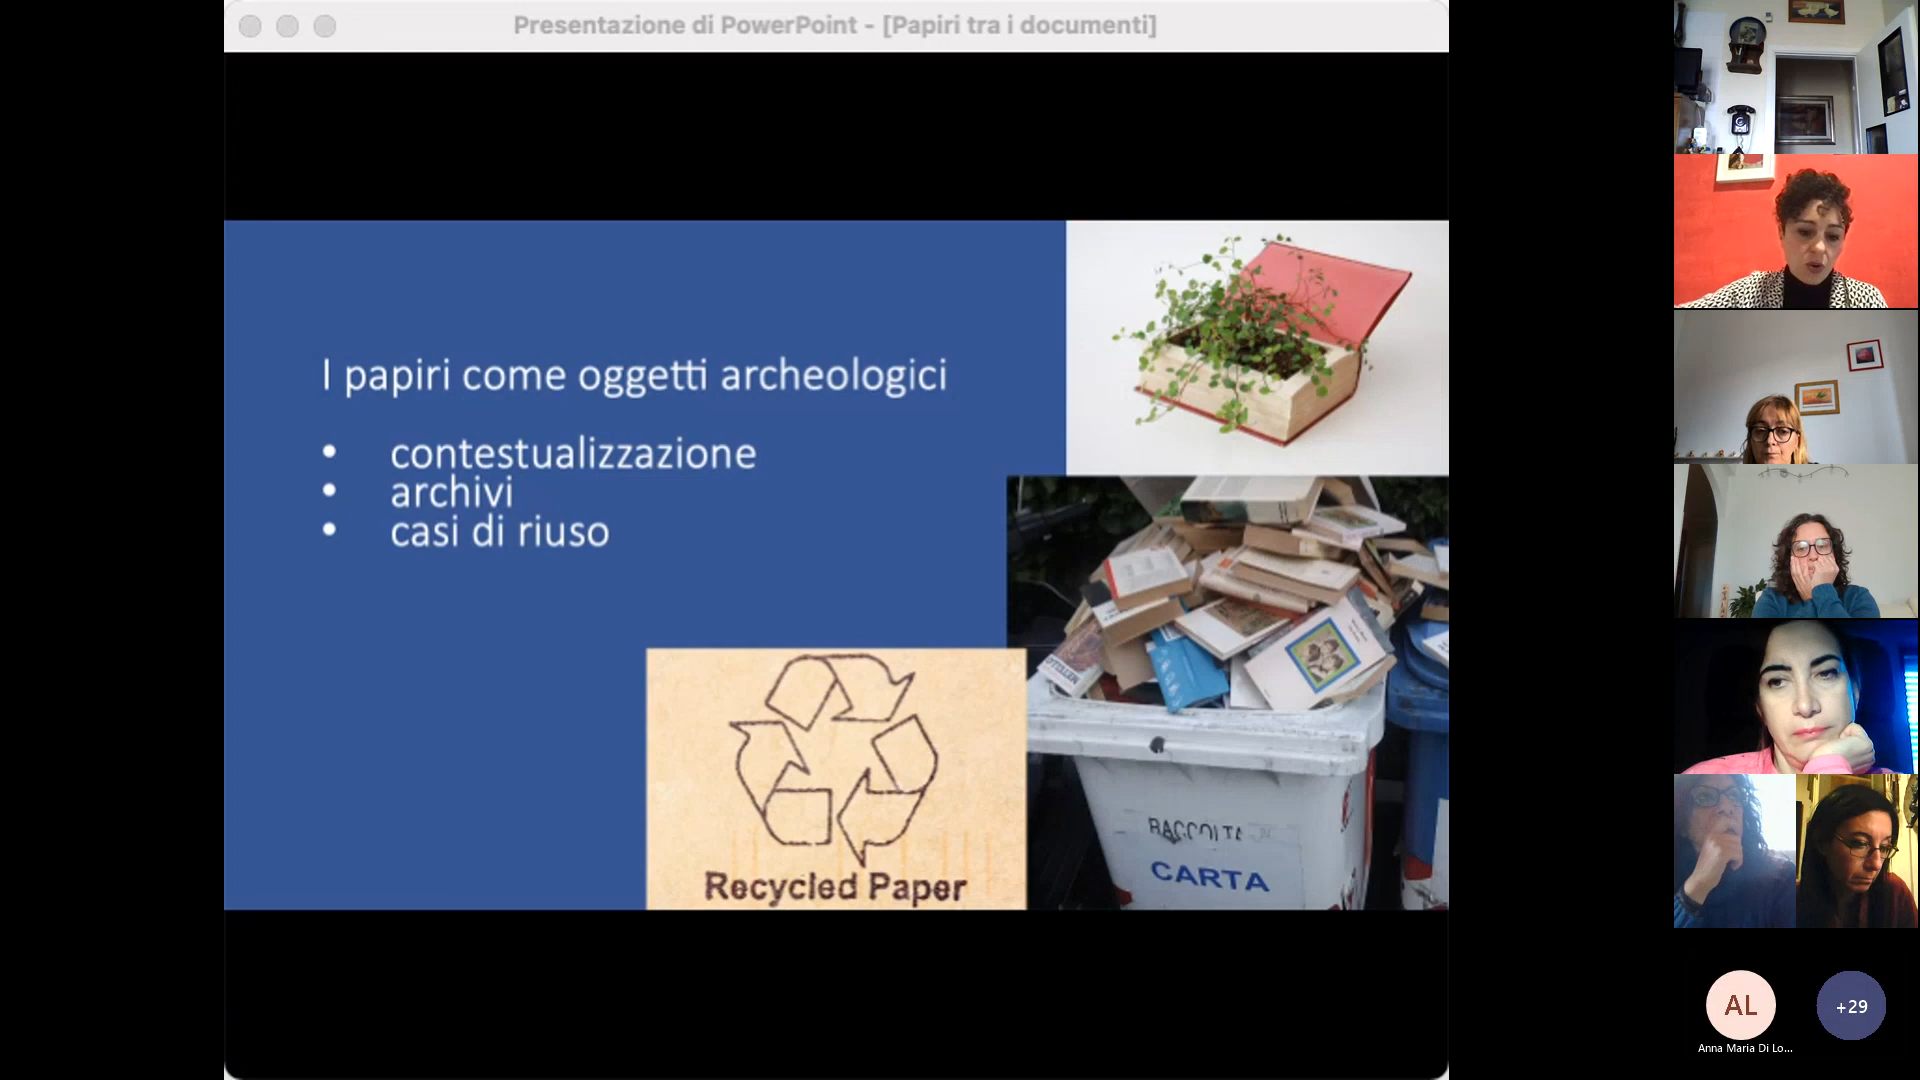 Presentazione di PowerPoint - [Papiri tra i documenti]
I papiri come oggetti archeologici
• contestualizzazione
• archivi
• casi di riuso
Recycled Paper
RACCOLTA
CARTA
AL
+29
Anna Maria Di Lo...